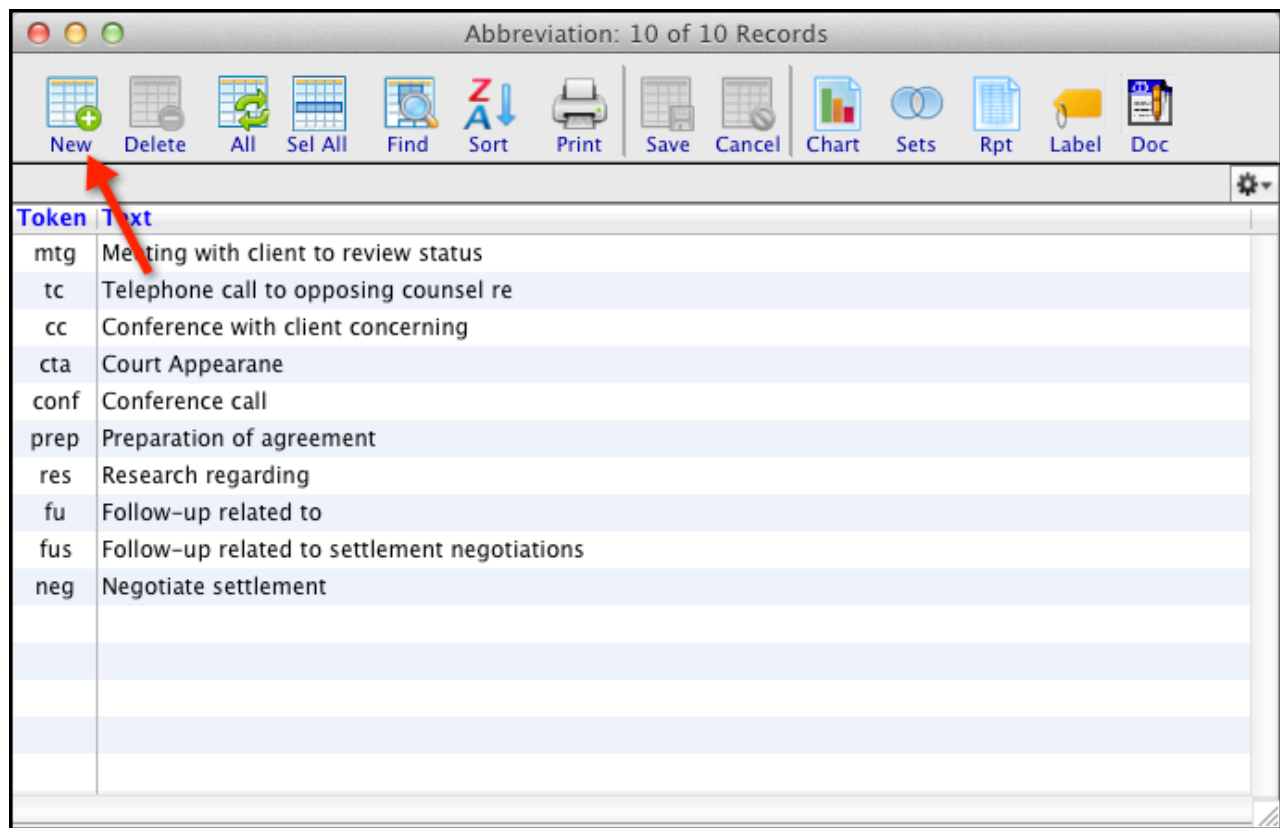 Abbreviation: 10 of 10 Records
New Delete All Sel All Find Sort Print Save Cancel Chart Sets Rpt Label Doc
Token Text
mtg Meeting with client to review status
tc Telephone call to opposing counsel re
cc Conference with client concerning
cta Court Appearane
conf Conference call
prep Preparation of agreement
res Research regarding
fu Follow-up related to
fus Follow-up related to settlement negotiations
neg Negotiate settlement